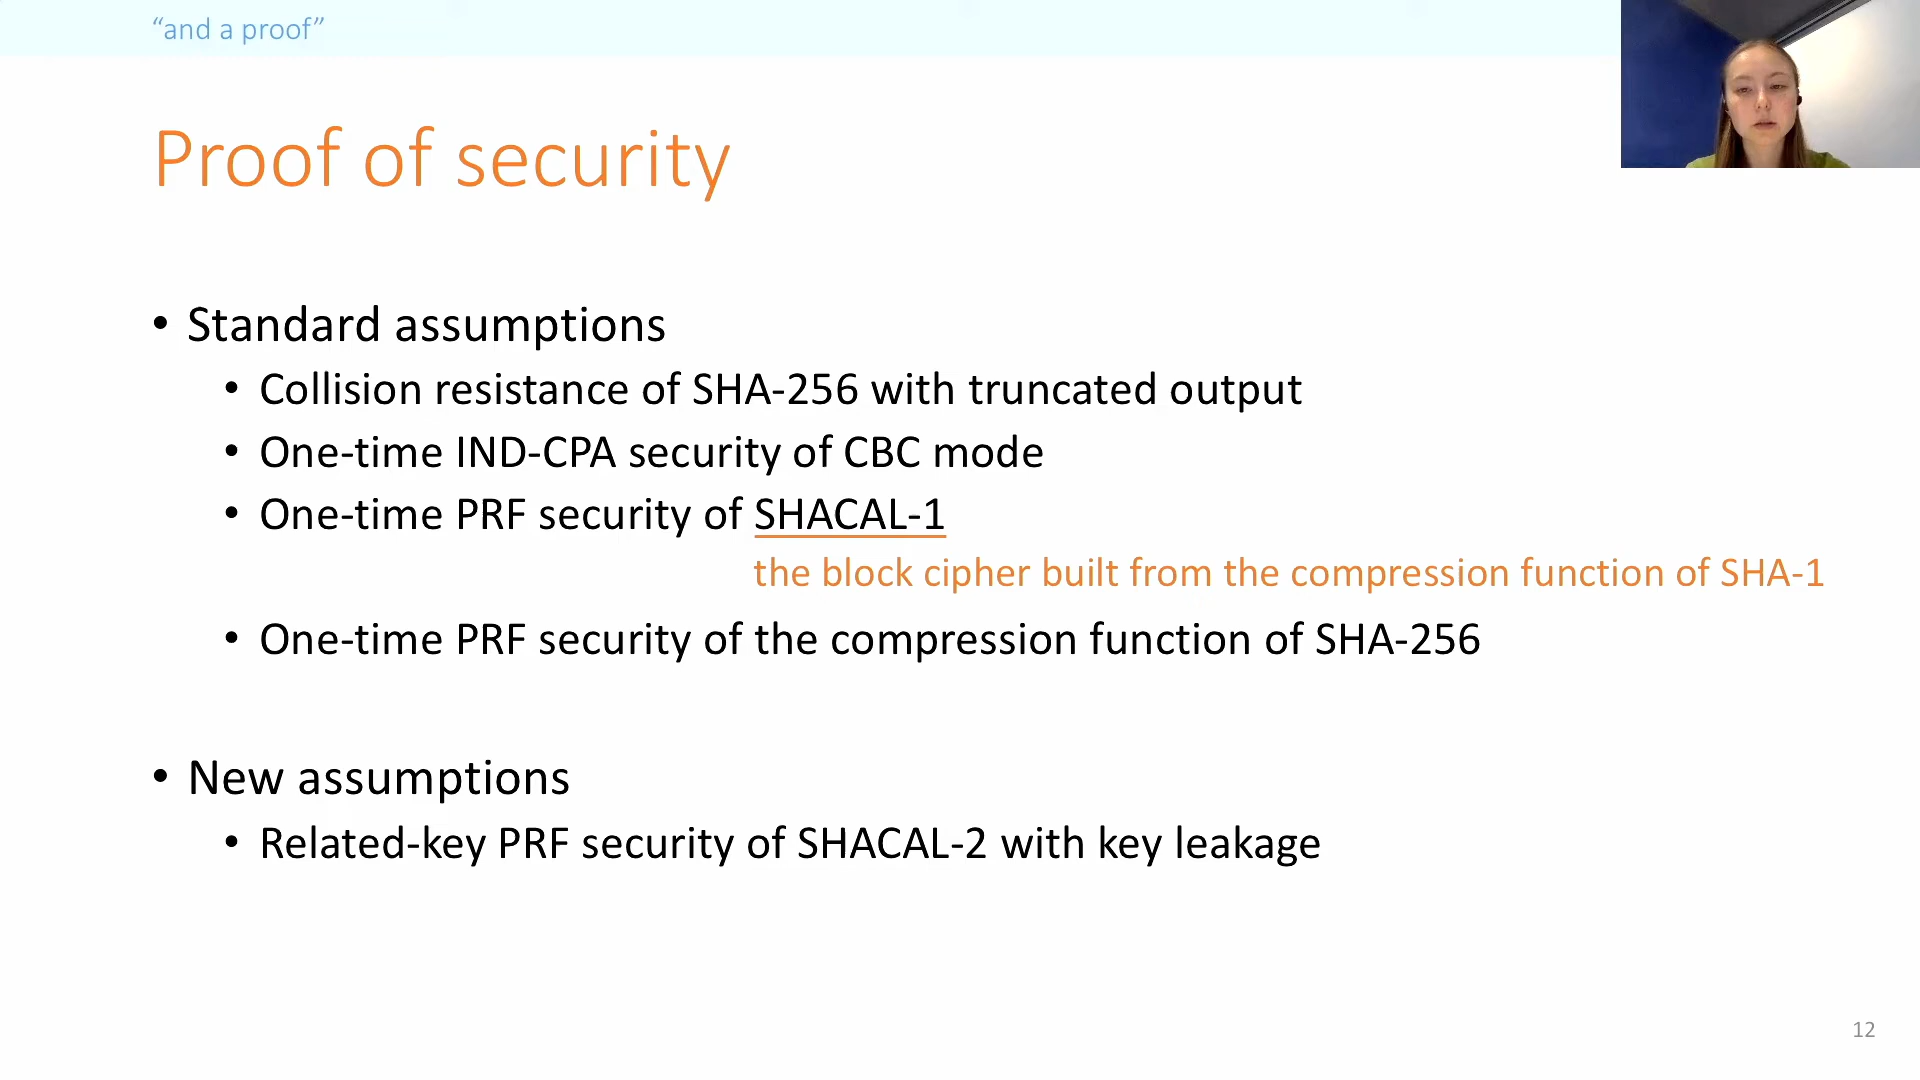 “and a proof”
Proof of security
• Standard assumptions
• Collision resistance of SHA-256 with truncated output
• One-time IND-CPA security of CBC mode
• One-time PRF security of SHACAL-1
the block cipher built from the compression function of SHA-1
• One-time PRF security of the compression function of SHA-256
• New assumptions
• Related-key PRF security of SHACAL-2 with key leakage
12